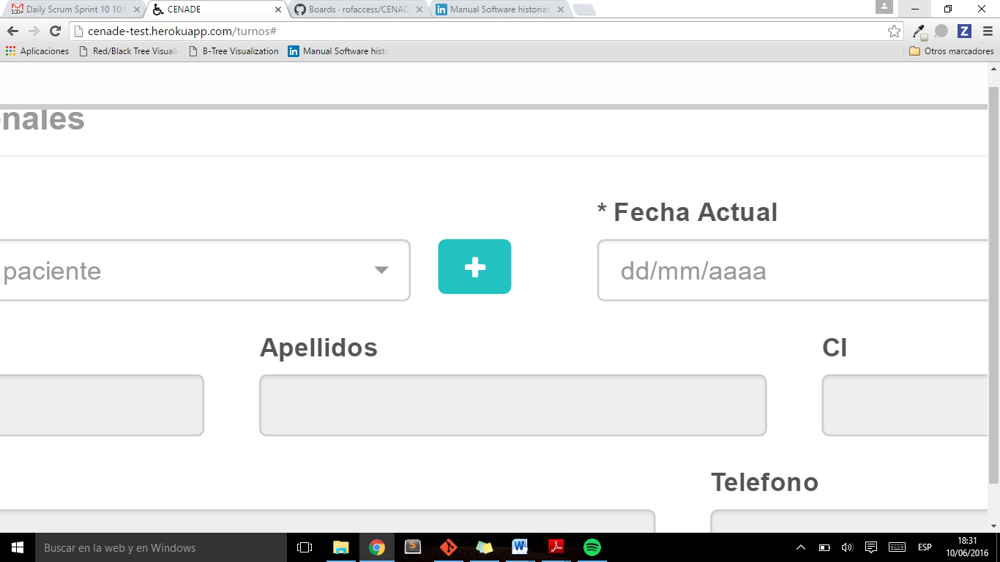 100+ Daily Scrum Sprint 10 10/
CENADE
Boards · rofaccess/CENAD
Manual Software historias
cenade-test.herokuapp.com/turnos#
Z
Aplicaciones
Red/Black Tree Visuali
B-Tree Visualization
Manual Software histo
Otros marcadores
onales
* Fecha Actual
paciente
dd/mm/aaaa
Apellidos
CI
Telefono
Buscar en la web y en Windows
ESP
18:31
10/06/2016